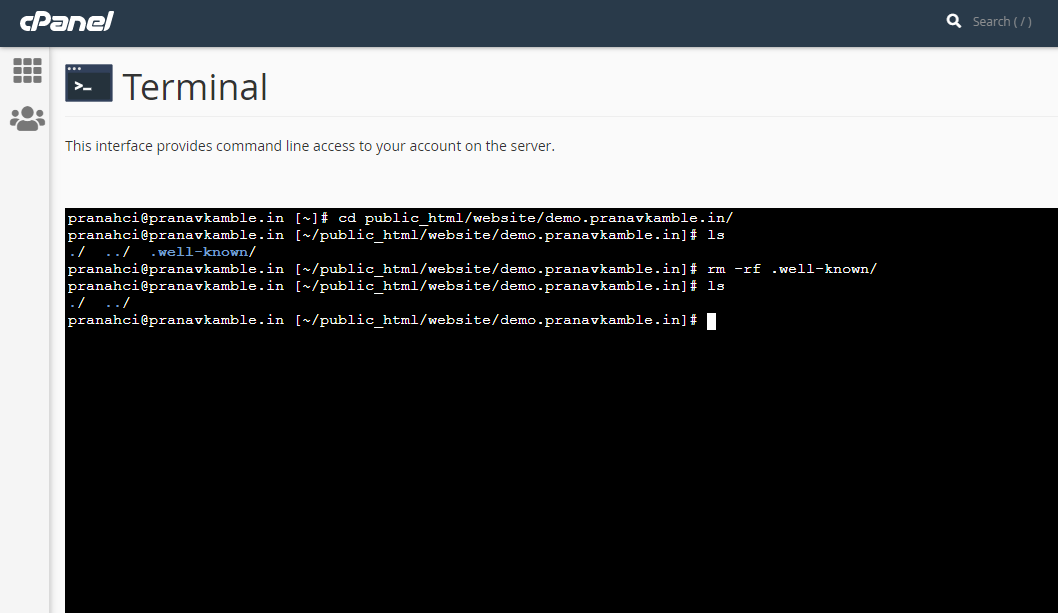 cPanel
Search ( / )
>_ Terminal
This interface provides command line access to your account on the server.
pranahci@pranavkamble.in [~]# cd public_html/website/demo.pranavkamble.in/
pranahci@pranavkamble.in [~/public_html/website/demo.pranavkamble.in]# ls
./  ../  .well-known/
pranahci@pranavkamble.in [~/public_html/website/demo.pranavkamble.in]# rm -rf .well-known/
pranahci@pranavkamble.in [~/public_html/website/demo.pranavkamble.in]# ls
./  ../
pranahci@pranavkamble.in [~/public_html/website/demo.pranavkamble.in]#